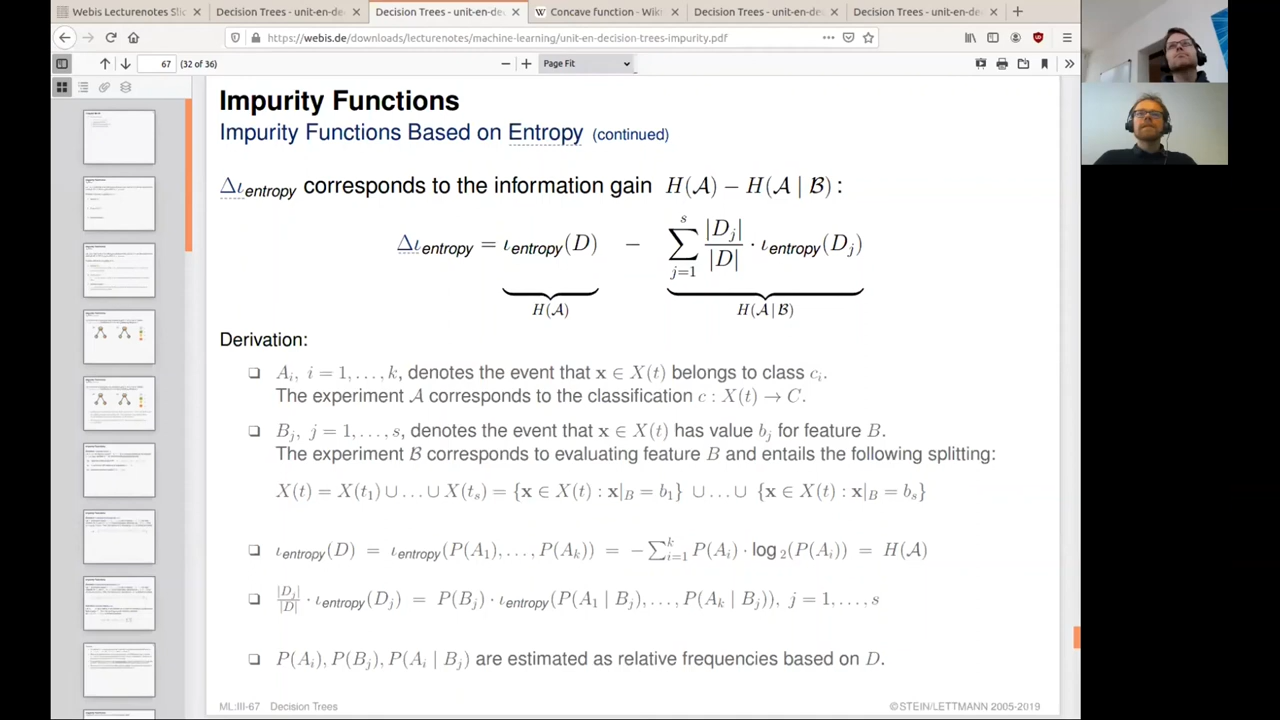 Webis Lecturenotes Slic
Decision Trees - unit-en-de
Decision Trees - unit-en-de
Concave function - Wiki
Decision Trees - unit-en-de
Decision Trees - unit-en-de
https://webis.de/downloads/lecturenotes/machine-learning/unit-en-decision-trees-impurity.pdf
67 (32 of 36)
Page Fit
Impurity Functions
Impurity Functions Based on Entropy (continued)
Δι_entropy corresponds to the information gain H(𝒜) − H(𝒜 | ℬ) :
Δι_entropy = ι_entropy(D) − ∑_{j=1}^{s} |D_j|/|D| · ι_entropy(D_j)
H(𝒜) H(𝒜 | ℬ)
Derivation:
❑ A_i, i = 1, . . . , k, denotes the event that x ∈ X(t) belongs to class c_i.
The experiment 𝒜 corresponds to the classification c : X(t) → C.
❑ B_j, j = 1, . . . , s, denotes the event that x ∈ X(t) has value b_j for feature B.
The experiment ℬ corresponds to evaluating feature B and entails the following splitting:
X(t) = X(t_1) ∪ . . . ∪ X(t_s) = {x ∈ X(t) : x|_B = b_1} ∪ . . . ∪ {x ∈ X(t) : x|_B = b_s}
❑ ι_entropy(D) = ι_entropy(P(A_1), . . . , P(A_k)) = −∑_{i=1}^{k} P(A_i) · log_2(P(A_i)) = H(𝒜)
❑ |D_j|/|D| · ι_entropy(D_j) = P(B_j) · ι_entropy(P(A_1 | B_j), . . . , P(A_k | B_j)), j = 1, . . . , s
❑ P(A_i), P(B_j), P(A_i | B_j) are estimated as relative frequencies based on D.
ML:III-67 Decision Trees
©STEIN/LETTMANN 2005-2019